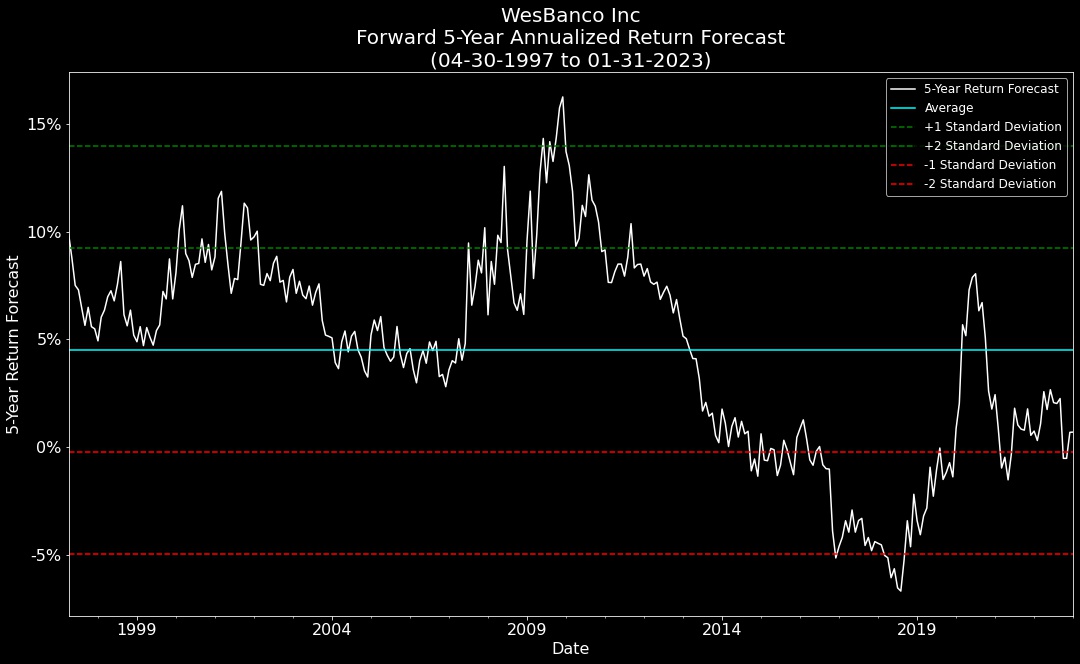 WesBanco Inc
Forward 5-Year Annualized Return Forecast
(04-30-1997 to 01-31-2023)
5-Year Return Forecast
Average
+1 Standard Deviation
+2 Standard Deviation
-1 Standard Deviation
-2 Standard Deviation
5-Year Return Forecast
15%
10%
5%
0%
-5%
1999
2004
2009
2014
2019
Date